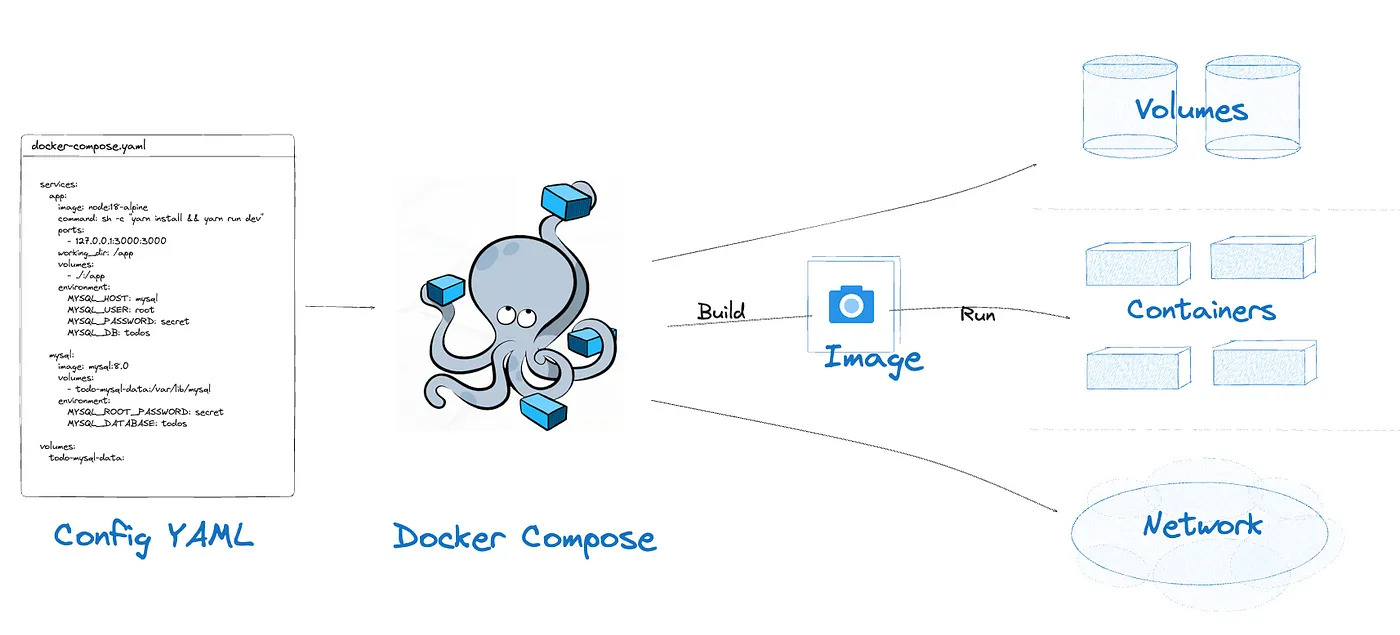 docker-compose.yaml
services:
app:
image: node:18-alpine
command: sh -c "yarn install && yarn run dev"
ports:
- 127.0.0.1:3000:3000
working_dir: /app
volumes:
- ./:/app
environment:
MYSQL_HOST: mysql
MYSQL_USER: root
MYSQL_PASSWORD: secret
MYSQL_DB: todos
mysql:
image: mysql:8.0
volumes:
- todo-mysql-data:/var/lib/mysql
environment:
MYSQL_ROOT_PASSWORD: secret
MYSQL_DATABASE: todos
volumes:
todo-mysql-data:
Config YAML
Docker Compose
Build
Image
Run
Volumes
Containers
Network